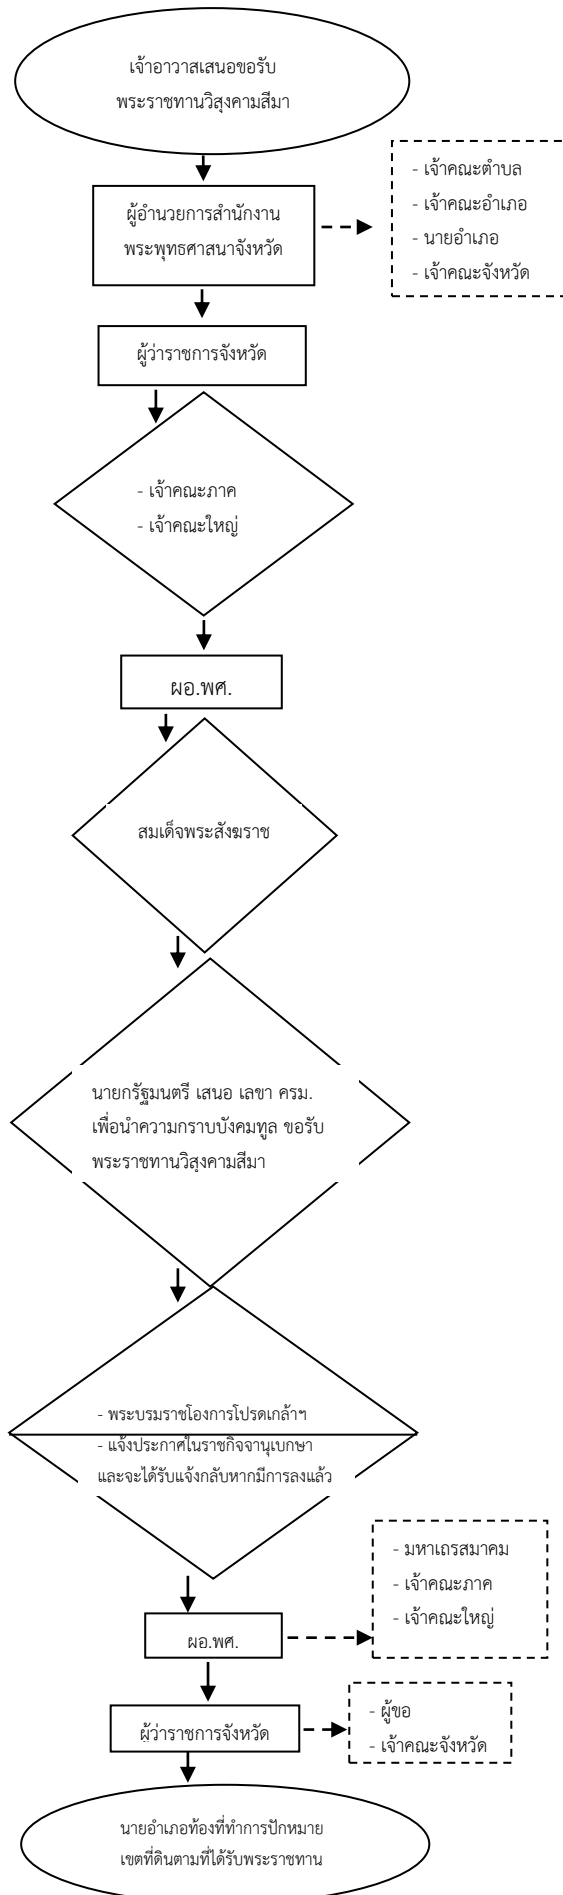 เจ้าอาวาสเสนอขอรับ
พระราชทานวิสุงคามสีมา
ผู้อำนวยการสำนักงาน
พระพุทธศาสนาจังหวัด
- เจ้าคณะตำบล
- เจ้าคณะอำเภอ
- นายอำเภอ
- เจ้าคณะจังหวัด
ผู้ว่าราชการจังหวัด
- เจ้าคณะภาค
- เจ้าคณะใหญ่
ผอ.พศ.
สมเด็จพระสังฆราช
นายกรัฐมนตรี เสนอ เลขา ครม.
เพื่อนำความกราบบังคมทูล ขอรับ
พระราชทานวิสุงคามสีมา
- พระบรมราชโองการโปรดเกล้าฯ
- แจ้งประกาศในราชกิจจานุเบกษา
และจะได้รับแจ้งกลับหากมีการลงแล้ว
- มหาเถรสมาคม
- เจ้าคณะภาค
- เจ้าคณะใหญ่
ผอ.พศ.
- ผู้ขอ
- เจ้าคณะจังหวัด
ผู้ว่าราชการจังหวัด
นายอำเภอท้องที่ทำการปักหมาย
เขตที่ดินตามที่ได้รับพระราชทาน